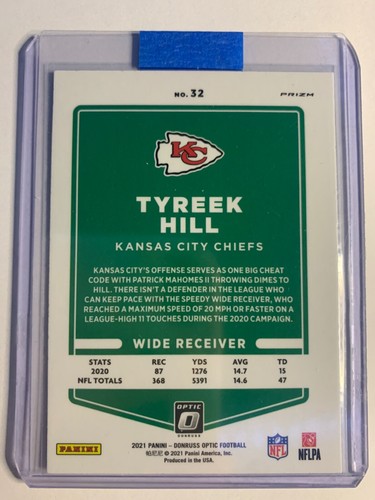 NO. 32
PRIZM
KC
TYREEK
HILL
KANSAS CITY CHIEFS
KANSAS CITY'S OFFENSE SERVES AS ONE BIG CHEAT
CODE WITH PATRICK MAHOMES II THROWING DIMES TO
HILL. THERE ISN'T A DEFENDER IN THE LEAGUE WHO
CAN KEEP PACE WITH THE SPEEDY WIDE RECEIVER, WHO
REACHED A MAXIMUM SPEED OF 20 MPH OR FASTER ON A
LEAGUE-HIGH 11 TOUCHES DURING THE 2020 CAMPAIGN.
WIDE RECEIVER
STATS REC YDS AVG TD
2020 87 1276 14.7 15
NFL TOTALS 368 5391 14.6 47
OPTIC
O
DONRUSS
PANINI
2021 PANINI – DONRUSS OPTIC FOOTBALL
帕尼尼 © 2021 Panini America, Inc.
Produced in the USA.
NFL
NFLPA